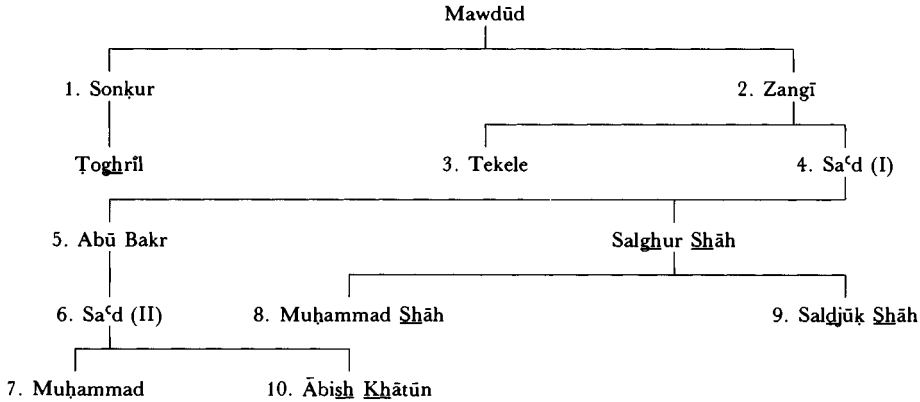 Mawdūd
1. Sonḳur 2. Zangī
Ṭoghrı̊l 3. Tekele 4. Saʿd (I)
5. Abū Bakr Salghur Shāh
6. Saʿd (II) 8. Muḥammad Shāh 9. Saldjūḳ Shāh
7. Muḥammad 10. Ābish Khātūn